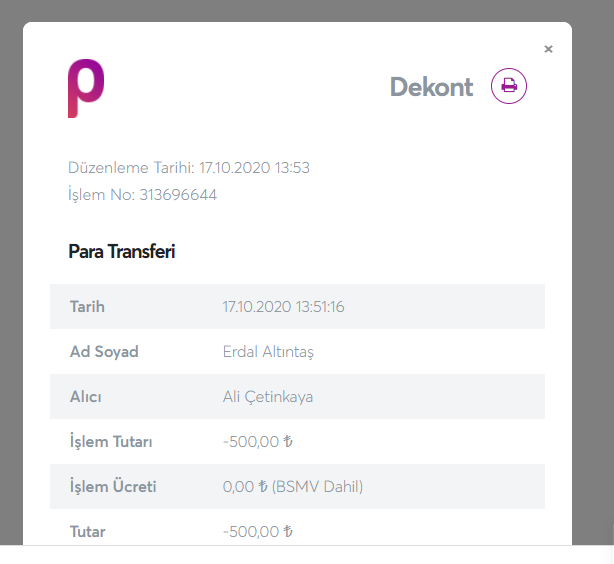 ×
p
Dekont
Düzenleme Tarihi: 17.10.2020 13:53
İşlem No: 313696644
Para Transferi
Tarih 17.10.2020 13:51:16
Ad Soyad Erdal Altıntaş
Alıcı Ali Çetinkaya
İşlem Tutarı -500,00 ₺
İşlem Ücreti 0,00 ₺ (BSMV Dahil)
Tutar -500,00 ₺